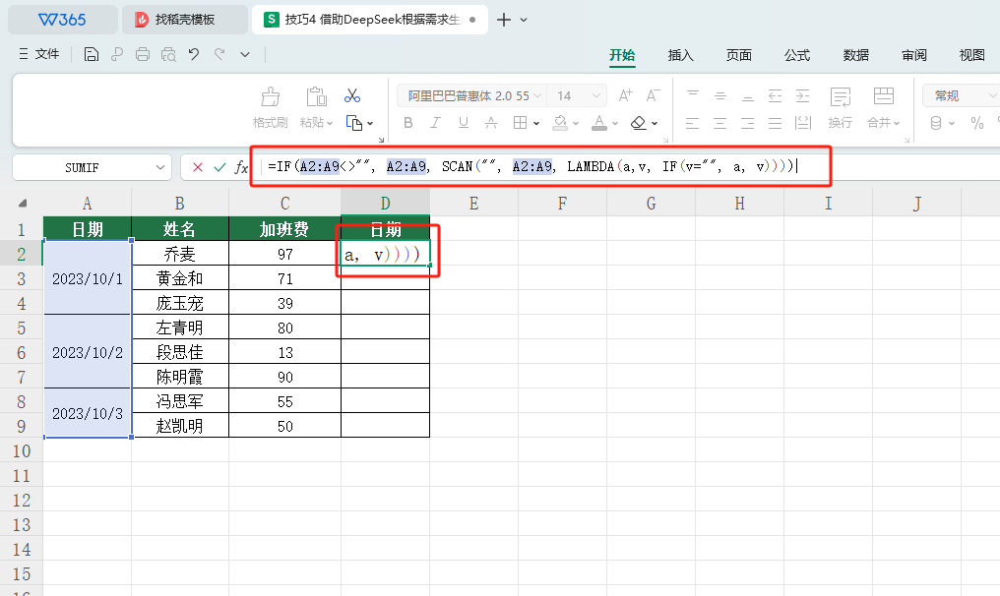 W365 找稻壳模板 S 技巧4 借助DeepSeek根据需求生
文件 开始 插入 页面 公式 数据 审阅 视图
阿里巴巴普惠体 2.0 55 14 A+ A- 常规
格式刷 粘贴 B I U A A 换行 合并 %
SUMIF fx =IF(A2:A9<>"", A2:A9, SCAN("", A2:A9, LAMBDA(a,v, IF(v="", a, v))))
A B C D E F G H I J
1 日期 姓名 加班费 日期
2 乔麦 97 a, v))))
3 2023/10/1 黄金和 71
4 庞玉宠 39
5 左青明 80
6 2023/10/2 段思佳 13
7 陈明霞 90
8 冯思军 55
2023/10/3
9 赵凯明 50
10
11
12
13
14
15
16